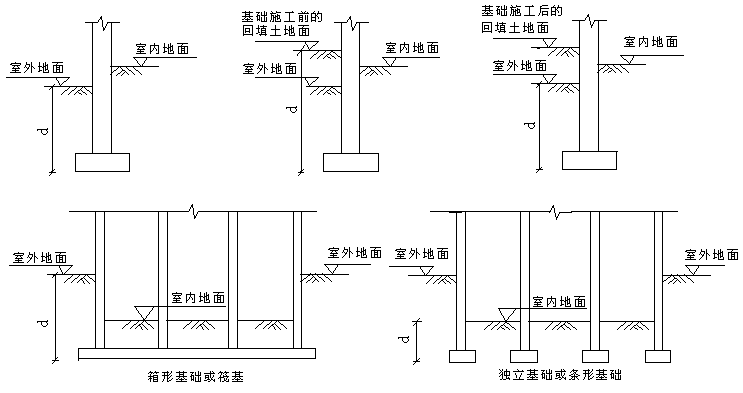 室外地面
室内地面
d
基础施工前的
回填土地面
室外地面
室内地面
d
基础施工后的
回填土地面
室外地面
室内地面
d
室外地面
室内地面
室外地面
d
箱形基础或筏基
室外地面
室内地面
室外地面
d
独立基础或条形基础